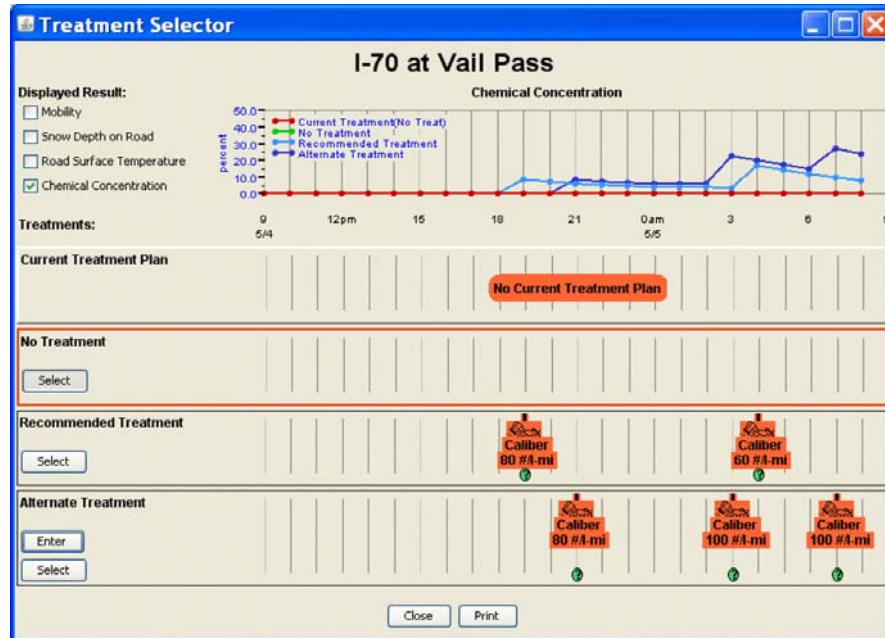 Treatment Selector
I-70 at Vail Pass
Displayed Result:
Mobility
Snow Depth on Road
Road Surface Temperature
Chemical Concentration
Chemical Concentration
percent
50.0
40.0
30.0
20.0
10.0
0.0
Current Treatment(No Treat)
No Treatment
Recommended Treatment
Alternate Treatment
Treatments:
9 12pm 15 18 21 0am 3 6
5/4 5/5
Current Treatment Plan
No Current Treatment Plan
No Treatment
Select
Recommended Treatment
Select
Caliber
80 #/l-mi
Caliber
60 #/l-mi
Alternate Treatment
Enter
Select
Caliber
80 #/l-mi
Caliber
100 #/l-mi
Caliber
100 #/l-mi
Close Print